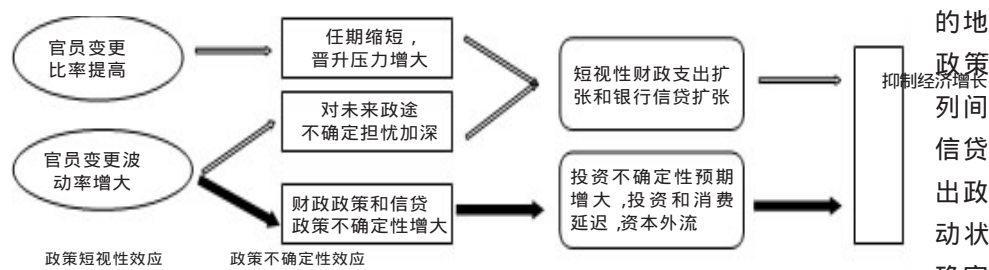 官员变更
比率提高
任期缩短，
晋升压力增大
短视性财政支出扩
张和银行信贷扩张
抑制经济增长
对未来政途
不确定担忧加深
官员变更波
动率增大
财政政策和信贷
政策不确定性增大
投资不确定性预期
增大,投资和消费
延迟,资本外流
政策短视性效应 政策不确定性效应
的地
政策
列间
信贷
出政
动状